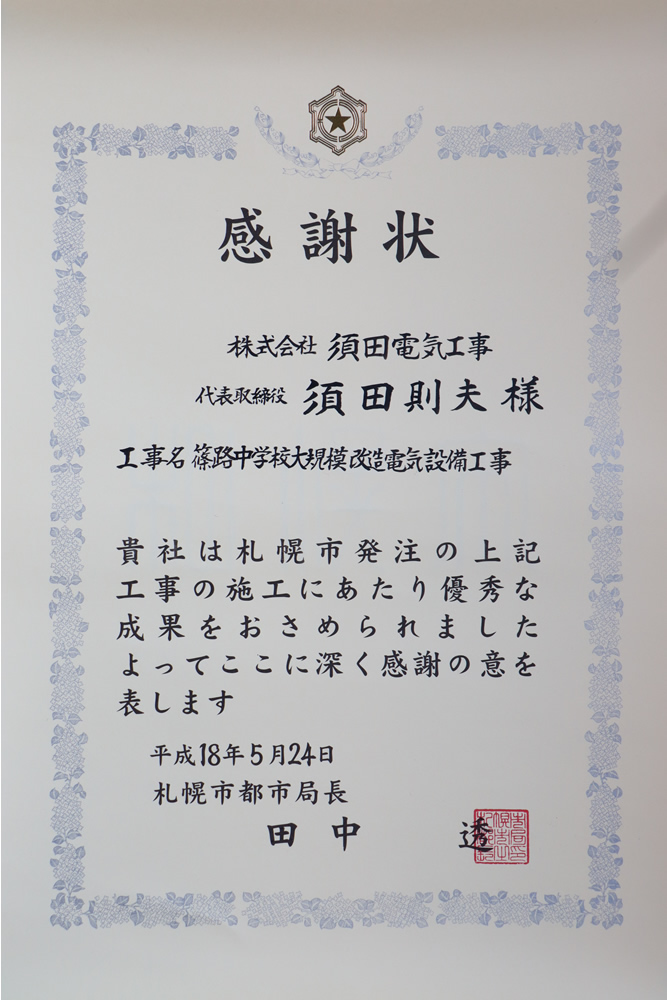 感謝状
株式会社 須田電気工事
代表取締役 須田則夫様
工事名 篠路中学校大規模改造電気設備工事
貴社は札幌市発注の上記
工事の施工にあたり優秀な
成果をおさめられました
よってここに深く感謝の意を
表します
平成18年5月24日
札幌市都市局長
田中 透